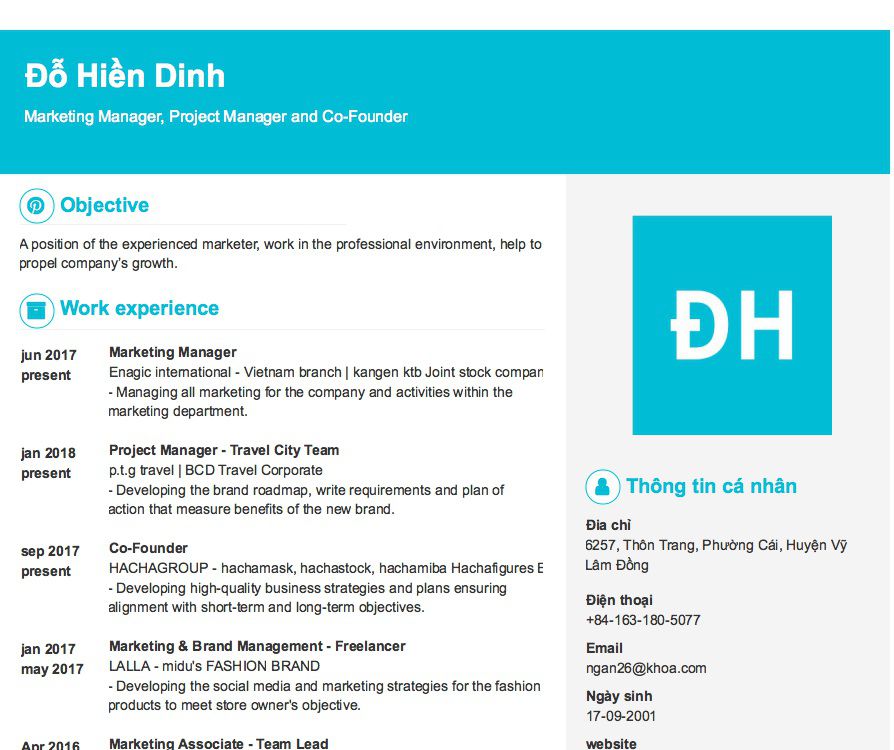 Đỗ Hiền Dinh
Marketing Manager, Project Manager and Co-Founder
Objective
A position of the experienced marketer, work in the professional environment, help to
propel company's growth.
Work experience
jun 2017
present
Marketing Manager
Enagic international - Vietnam branch | kangen ktb Joint stock
- Managing all marketing for the company and activities within the
marketing department.
jan 2018
present
Project Manager - Travel City Team
p.t.g travel | BCD Travel Corporate
- Developing the brand roadmap, write requirements and plan of
action that measure benefits of the new brand.
sep 2017
present
Co-Founder
HACHAGROUP - hachamask, hachastock, hachamiba Hachafigures
- Developing high-quality business strategies and plans ensuring
alignment with short-term and long-term objectives.
jan 2017
may 2017
Marketing & Brand Management - Freelancer
LALLA - midu's FASHION BRAND
- Developing the social media and marketing strategies for the fashion
products to meet store owner's objective.
Apr 2016
Marketing Associate - Team Lead
ĐH
Thông tin cá nhân
Địa chỉ
6257, Thôn Trang, Phường Cái, Huyện Vỹ
Lâm Đồng
Điện thoại
+84-163-180-5077
Email
ngan26@khoa.com
Ngày sinh
17-09-2001
website